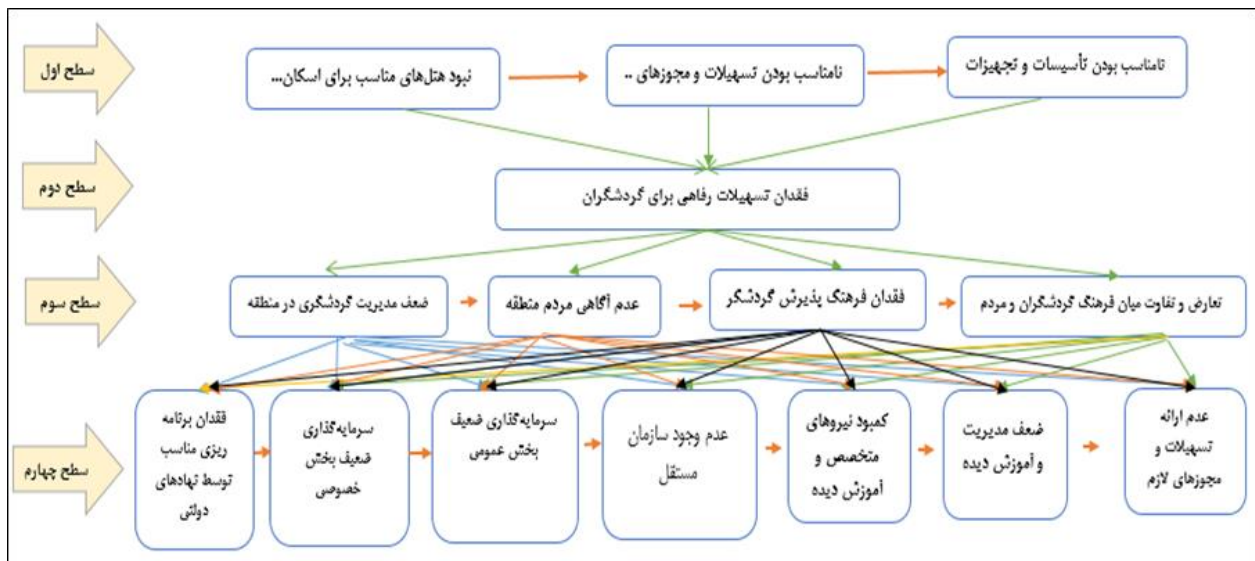 سطح اول
نامناسب بودن تأسیسات و تجهیزات
نامناسب بودن تسهیلات و مجوزهای ..
نبود هتل‌های مناسب برای اسکان...
سطح دوم
فقدان تسهیلات رفاهی برای گردشگران
سطح سوم
تعارض و تفاوت میان فرهنگ گردشگران و مردم
فقدان فرهنگ پذیرش گردشگر
عدم آگاهی مردم منطقه
ضعف مدیریت گردشگری در منطقه
سطح چهارم
عدم ارائه
تسهیلات و
مجوزهای لازم
ضعف مدیریت
و آموزش دیده
کمبود نیروهای
متخصص و
آموزش دیده
عدم وجود سازمان
مستقل
سرمایه‌گذاری ضعیف
بخش عمومی
سرمایه‌گذاری
ضعیف بخش
خصوصی
فقدان برنامه
ریزی مناسب
توسط نهادهای
دولتی